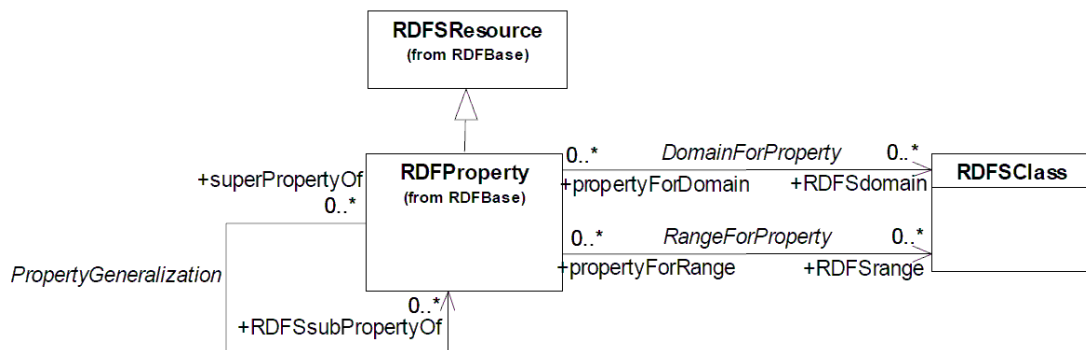 RDFSResource
(from RDFBase)
RDFProperty
(from RDFBase)
+superPropertyOf
0..*
PropertyGeneralization
0..*
+RDFSsubPropertyOf
0..*
DomainForProperty
0..*
+propertyForDomain
+RDFSdomain
0..*
RangeForProperty
0..*
+propertyForRange
+RDFSrange
RDFSClass